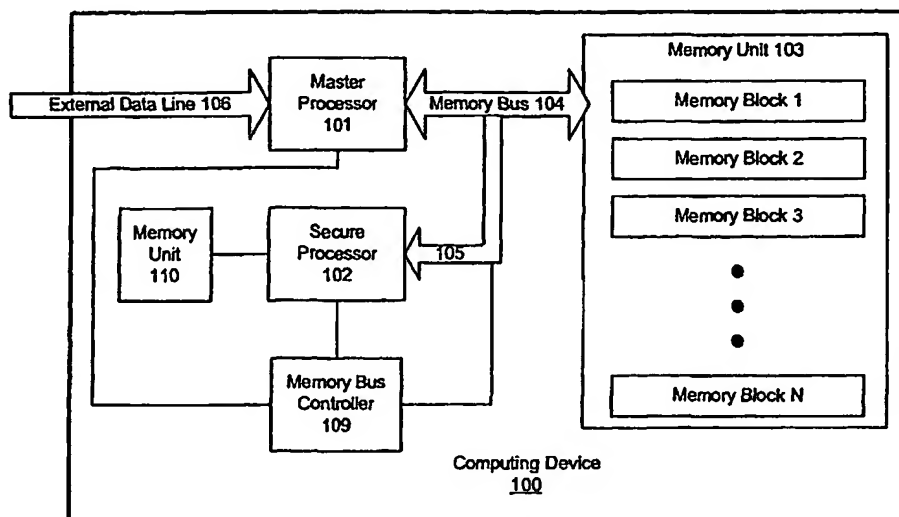 External Data Line 106
Master
Processor
101
Memory Bus 104
Memory Unit 103
Memory Block 1
Memory Block 2
Memory Block 3
Memory Block N
Memory
Unit
110
Secure
Processor
102
105
Memory Bus
Controller
109
Computing Device
100